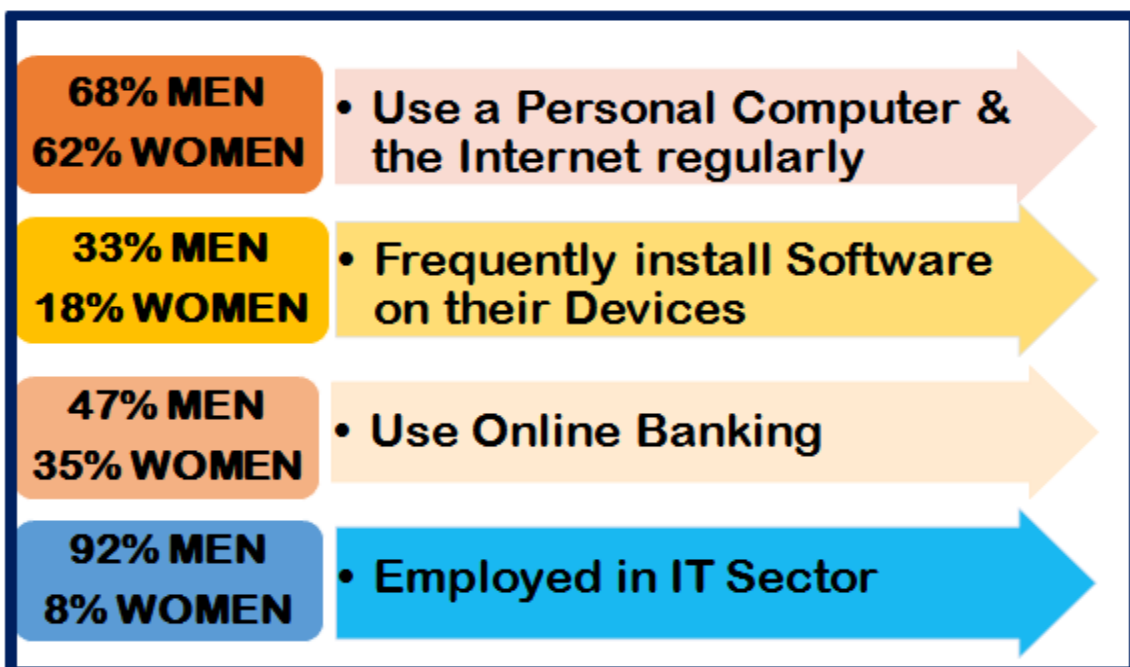 68% MEN
62% WOMEN
• Use a Personal Computer &
the Internet regularly
33% MEN
18% WOMEN
• Frequently install Software
on their Devices
47% MEN
35% WOMEN
• Use Online Banking
92% MEN
8% WOMEN
• Employed in IT Sector